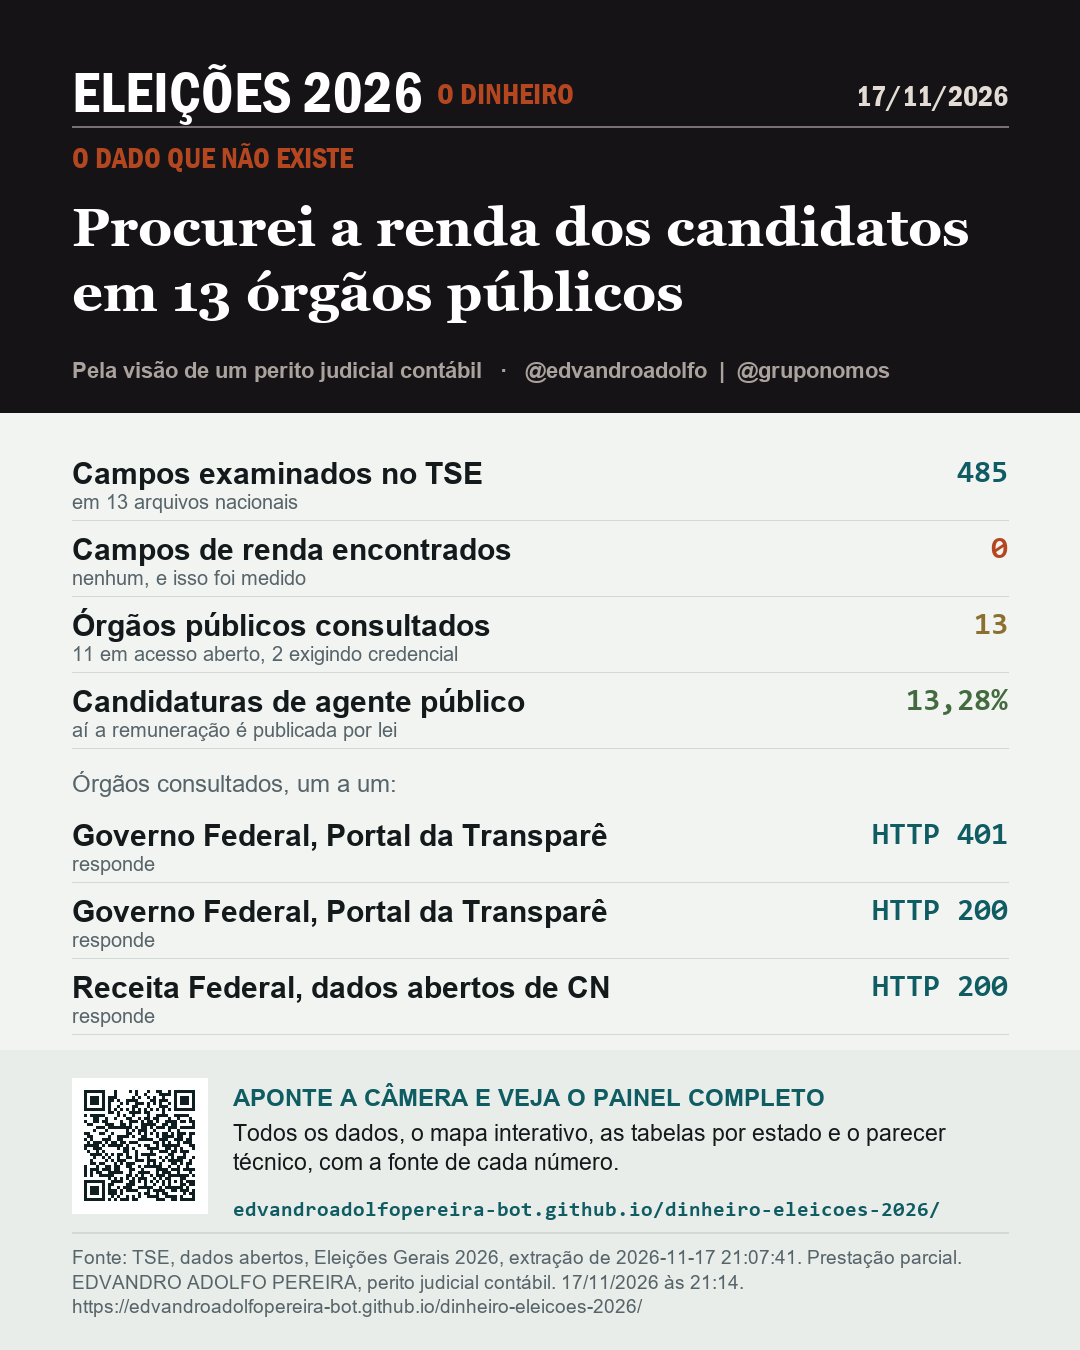 ELEIÇÕES 2026 O DINHEIRO 17/11/2026
O DADO QUE NÃO EXISTE
Procurei a renda dos candidatos
em 13 órgãos públicos
Pela visão de um perito judicial contábil · @edvandroadolfo | @gruponomos
Campos examinados no TSE 485
em 13 arquivos nacionais
Campos de renda encontrados 0
nenhum, e isso foi medido
Órgãos públicos consultados 13
11 em acesso aberto, 2 exigindo credencial
Candidaturas de agente público 13,28%
aí a remuneração é publicada por lei
Órgãos consultados, um a um:
Governo Federal, Portal da Transparê HTTP 401
responde
Governo Federal, Portal da Transparê HTTP 200
responde
Receita Federal, dados abertos de CN HTTP 200
responde
APONTE A CÂMERA E VEJA O PAINEL COMPLETO
Todos os dados, o mapa interativo, as tabelas por estado e o parecer
técnico, com a fonte de cada número.
edvandroadolfopereira-bot.github.io/dinheiro-eleicoes-2026/
Fonte: TSE, dados abertos, Eleições Gerais 2026, extração de 2026-11-17 21:07:41. Prestação parcial.
EDVANDRO ADOLFO PEREIRA, perito judicial contábil. 17/11/2026 às 21:14.
https://edvandroadolfopereira-bot.github.io/dinheiro-eleicoes-2026/